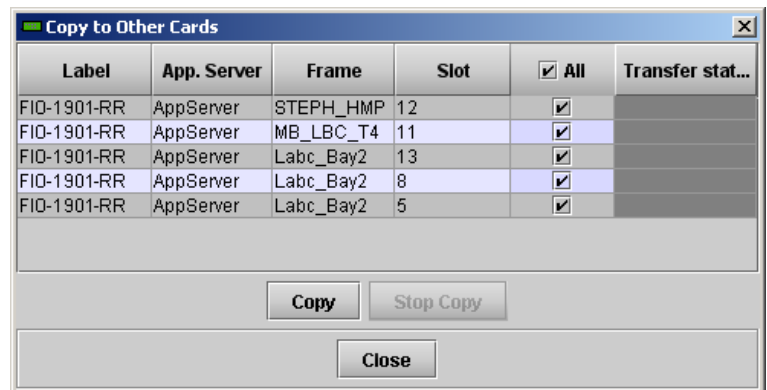 Copy to Other Cards
Label App. Server Frame Slot All Transfer stat...
FIO-1901-RR AppServer STEPH_HMP 12
FIO-1901-RR AppServer MB_LBC_T4 11
FIO-1901-RR AppServer Labc_Bay2 13
FIO-1901-RR AppServer Labc_Bay2 8
FIO-1901-RR AppServer Labc_Bay2 5
Copy Stop Copy
Close